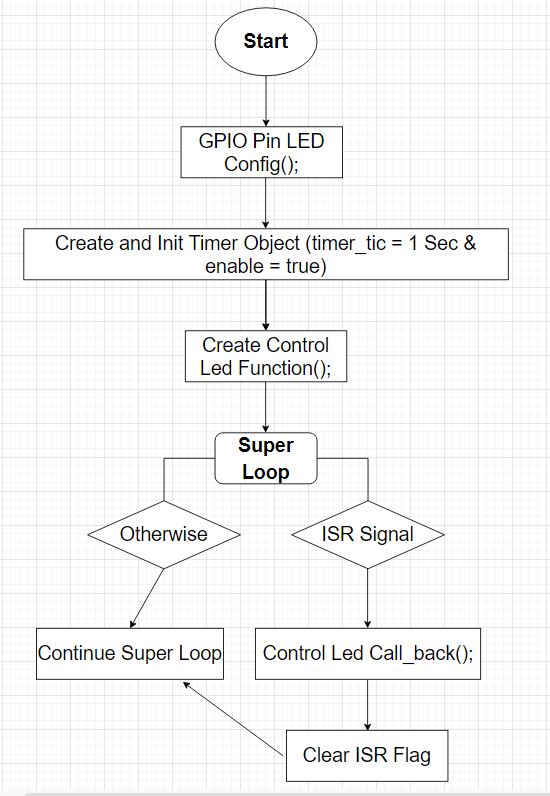 Start
GPIO Pin LED
Config();
Create and Init Timer Object (timer_tic = 1 Sec &
enable = true)
Create Control
Led Function();
Super
Loop
Otherwise
ISR Signal
Continue Super Loop
Control Led Call_back();
Clear ISR Flag